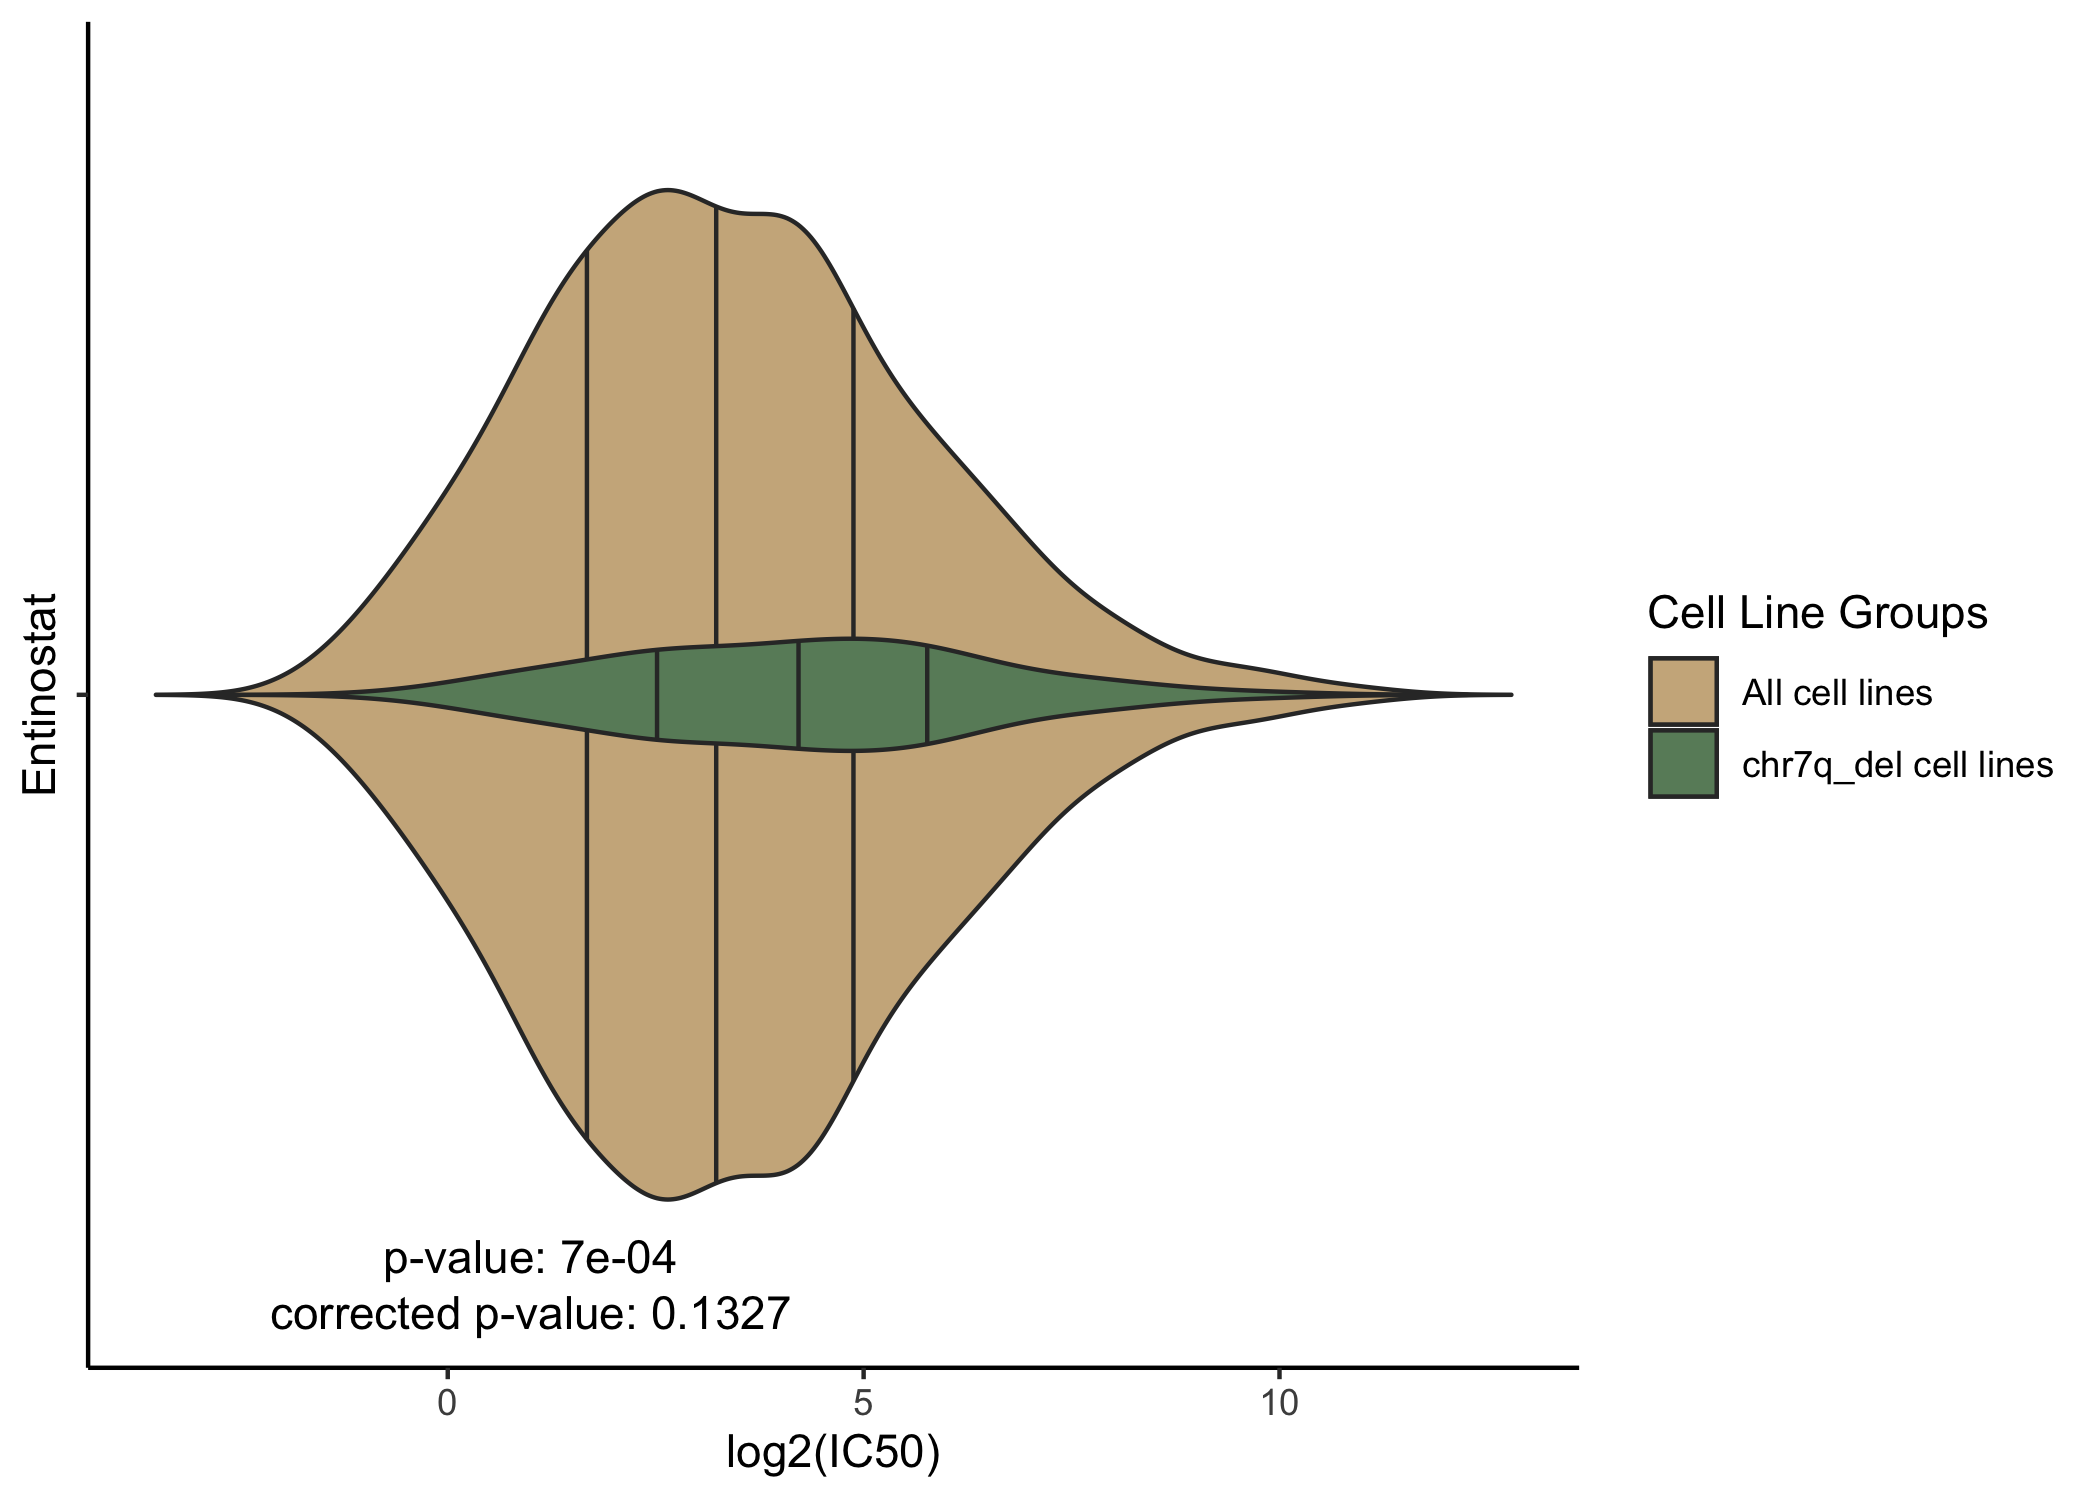 Entinostat
Cell Line Groups
All cell lines
chr7q_del cell lines
p-value: 7e-04
corrected p-value: 0.1327
0 5 10
log2(IC50)